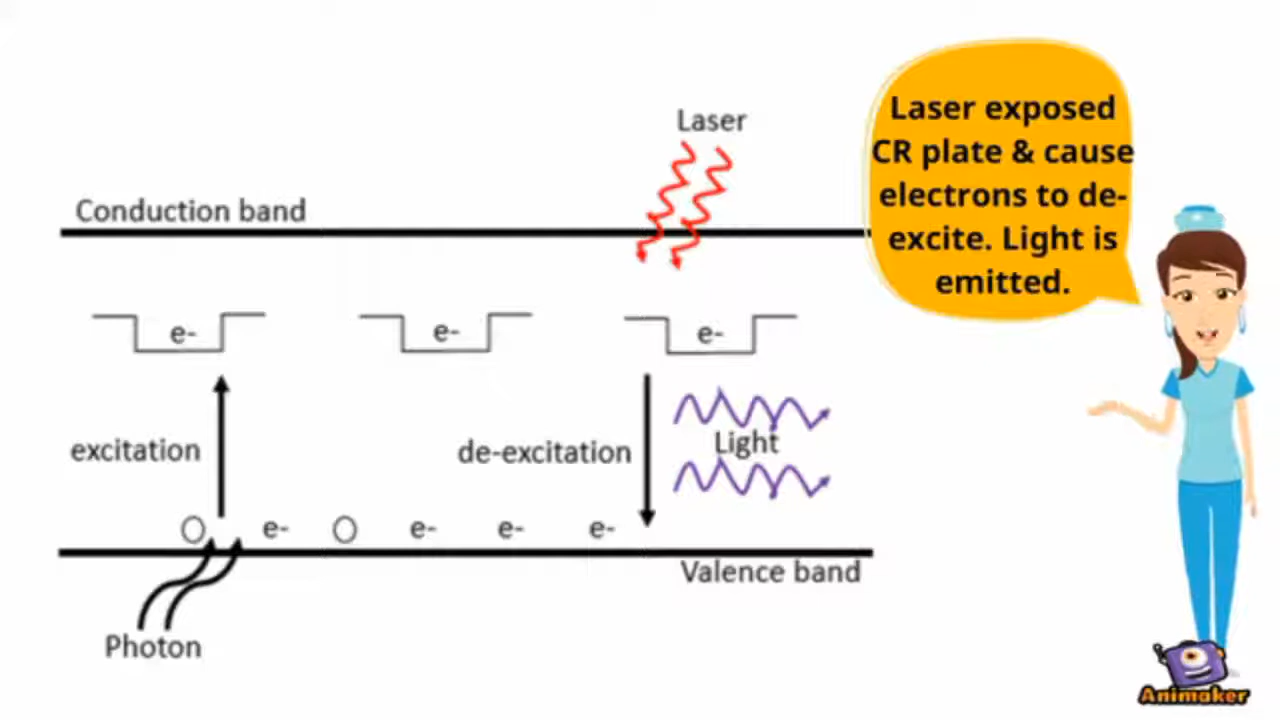 Laser
Laser exposed
CR plate & cause
electrons to de-
excite. Light is
emitted.
Conduction band
e- e- e-
excitation
de-excitation
Light
e- e- e- e-
Valence band
Photon
Animaker